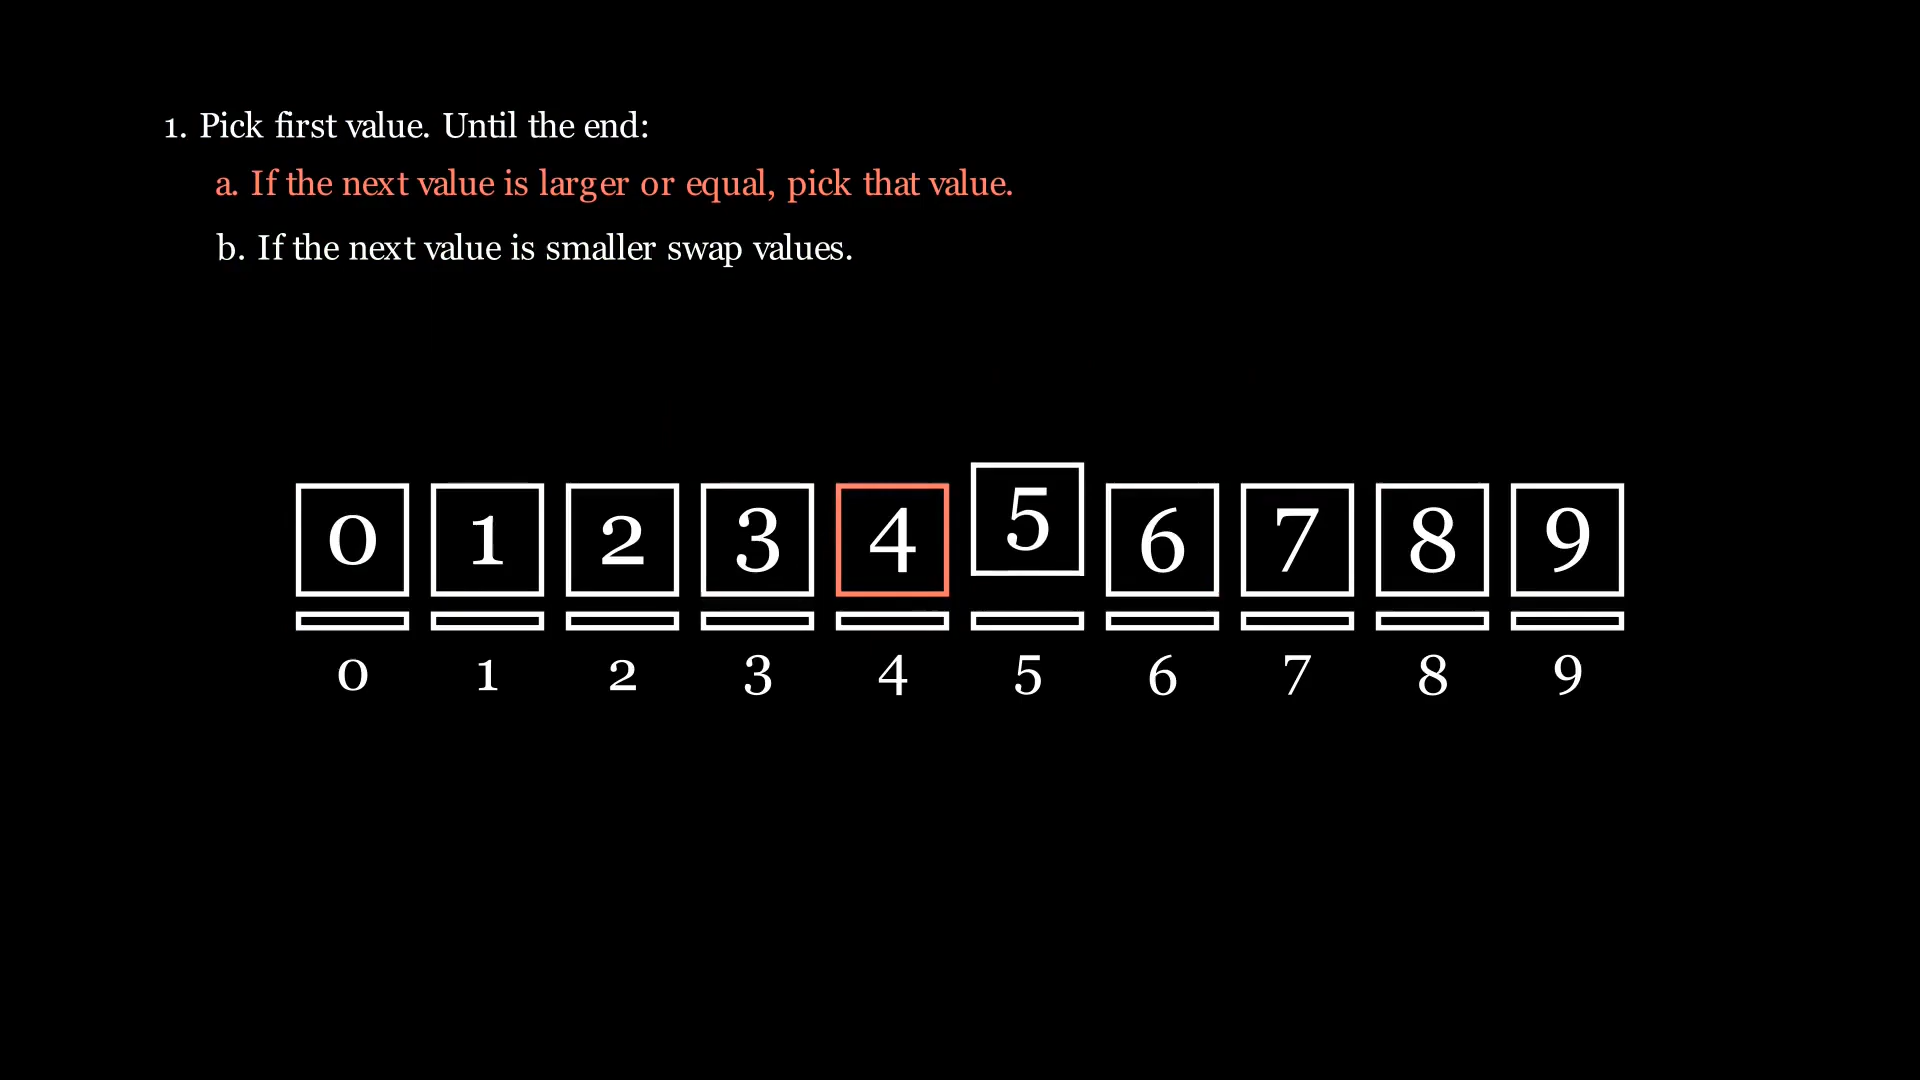 1. Pick first value. Until the end:
a. If the next value is larger or equal, pick that value.
b. If the next value is smaller swap values.
0 1 2 3 4 5 6 7 8 9
0 1 2 3 4 5 6 7 8 9